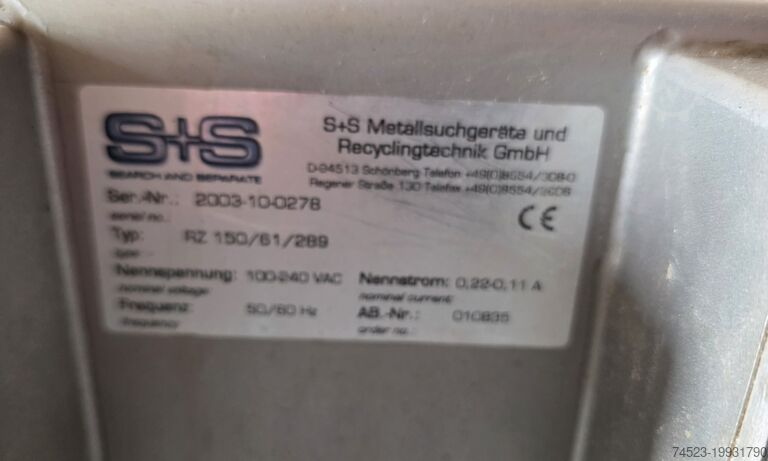 S+S
SEARCH AND SEPARATE
S+S Metallsuchgeräte und
Recyclingtechnik GmbH
D-94513 Schönberg Telefon +49(0)8554/308-0
Regener Straße 130 Telefax +49(0)8554/2606
CE
Ser.-Nr.: 2003-10-0278
serial no.:
Typ: RZ 150/61/289
type:
Nennspannung: 100-240 VAC Nennstrom: 0,22-0,11 A
nominal voltage: nominal current:
Frequenz: 50/60 Hz AB.-Nr.: 010835
frequency: order no.:
74523-19931790